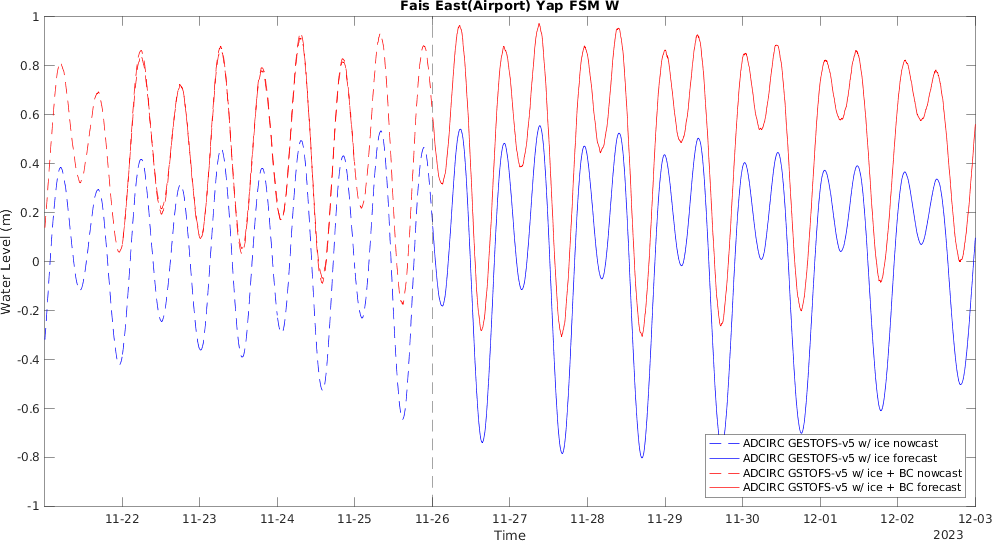 Fais East(Airport) Yap FSM W
1
0.8
0.6
0.4
0.2
0
-0.2
-0.4
-0.6
-0.8
-1
Water Level (m)
ADCIRC GESTOFS-v5 w/ ice nowcast
ADCIRC GESTOFS-v5 w/ ice forecast
ADCIRC GSTOFS-v5 w/ ice + BC nowcast
ADCIRC GSTOFS-v5 w/ ice + BC forecast
11-22 11-23 11-24 11-25 11-26 11-27 11-28 11-29 11-30 12-01 12-02 12-03
Time
2023